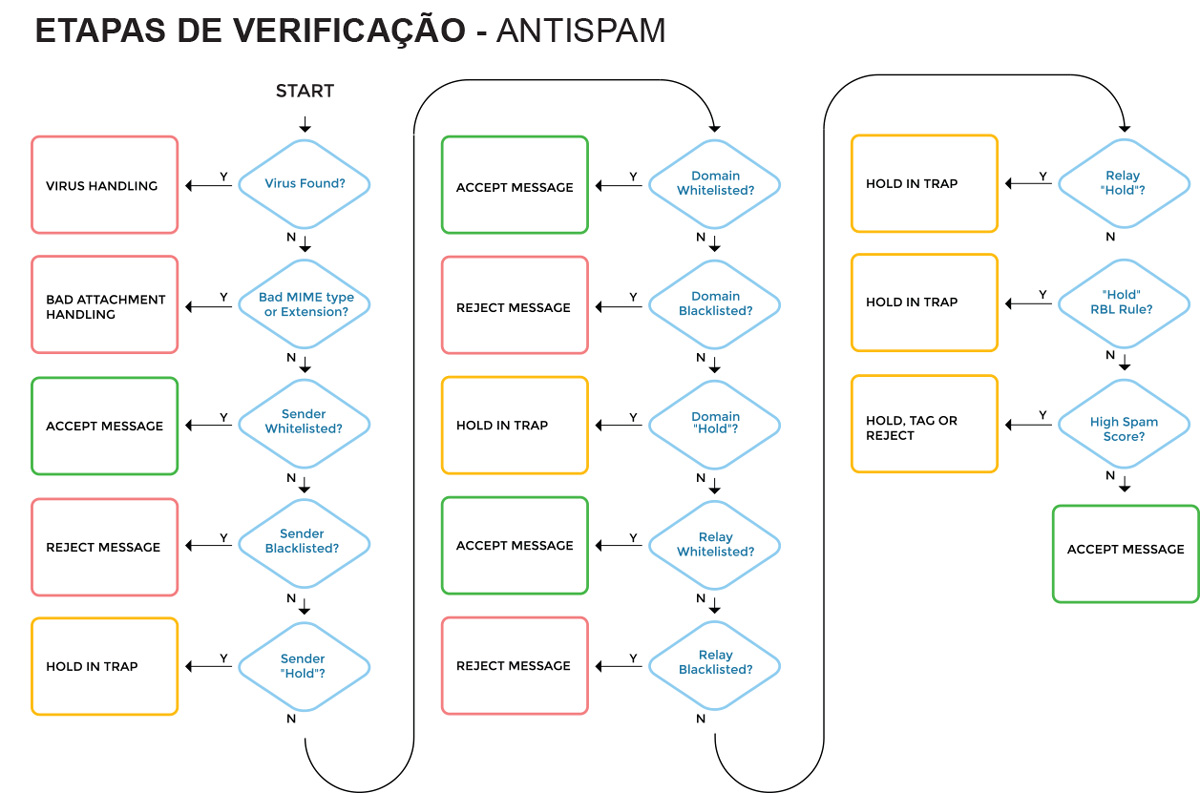 ETAPAS DE VERIFICAÇÃO - ANTISPAM
START
Virus Found?
Y
VIRUS HANDLING
N
Bad MIME type
or Extension?
Y
BAD ATTACHMENT
HANDLING
N
Sender
Whitelisted?
Y
ACCEPT MESSAGE
N
Sender
Blacklisted?
Y
REJECT MESSAGE
N
Sender
"Hold"?
Y
HOLD IN TRAP
N
Domain
Whitelisted?
Y
ACCEPT MESSAGE
N
Domain
Blacklisted?
Y
REJECT MESSAGE
N
Domain
"Hold"?
Y
HOLD IN TRAP
N
Relay
Whitelisted?
Y
ACCEPT MESSAGE
N
Relay
Blacklisted?
Y
REJECT MESSAGE
N
Relay
"Hold"?
Y
HOLD IN TRAP
N
"Hold"
RBL Rule?
Y
HOLD IN TRAP
N
High Spam
Score?
Y
HOLD, TAG OR
REJECT
N
ACCEPT MESSAGE